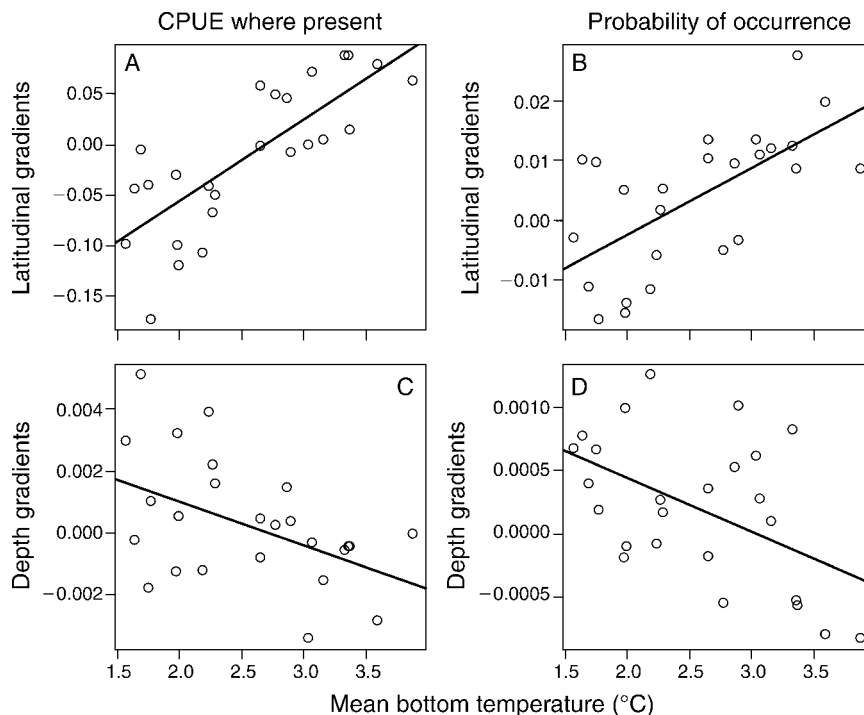 CPUE where present
Probability of occurrence
A
B
Latitudinal gradients
0.05
0.00
−0.05
−0.10
−0.15
Latitudinal gradients
0.02
0.01
0.00
−0.01
C
D
Depth gradients
0.004
0.002
0.000
−0.002
Depth gradients
0.0010
0.0005
0.0000
−0.0005
1.5 2.0 2.5 3.0 3.5
1.5 2.0 2.5 3.0 3.5
Mean bottom temperature (°C)